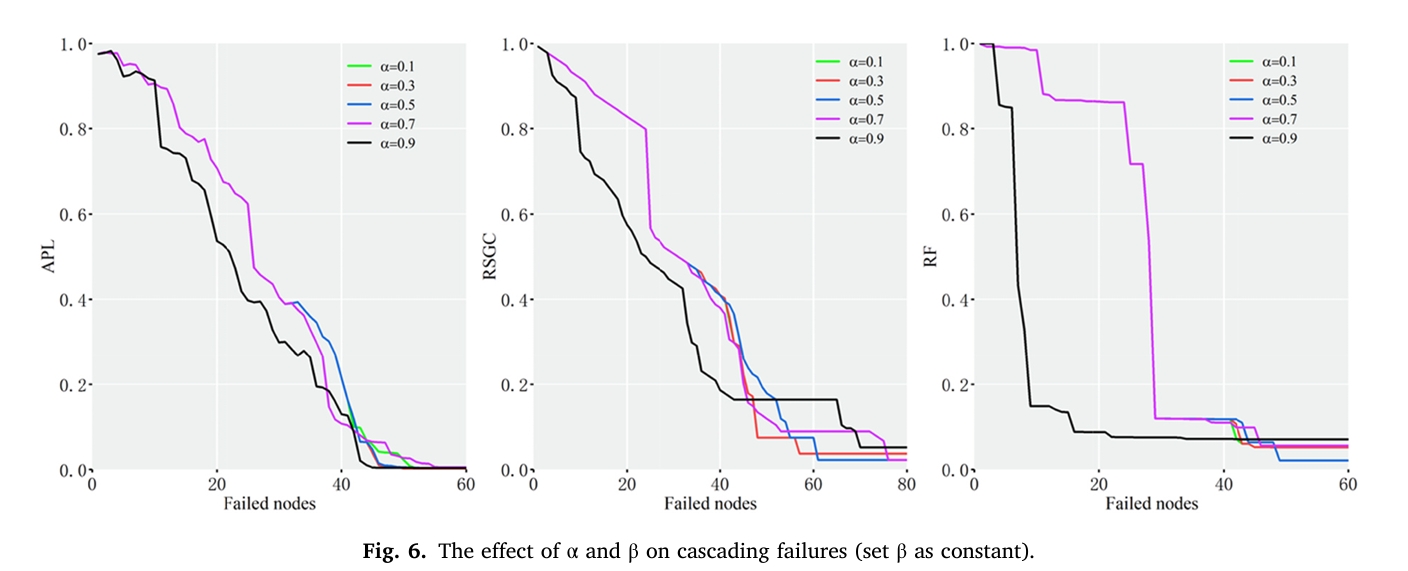 1. 0
0. 8
0. 6
0. 4
0. 2
0. 0
APL
0
20
40
60
Failed nodes
α=0.1
α=0.3
α=0.5
α=0.7
α=0.9
1. 0
0. 8
0. 6
0. 4
0. 2
0. 0
RSGC
0
20
40
60
80
Failed nodes
α=0.1
α=0.3
α=0.5
α=0.7
α=0.9
1. 0
0. 8
0. 6
0. 4
0. 2
0. 0
RF
0
20
40
60
Failed nodes
α=0.1
α=0.3
α=0.5
α=0.7
α=0.9
Fig. 6. The effect of α and β on cascading failures (set β as constant).